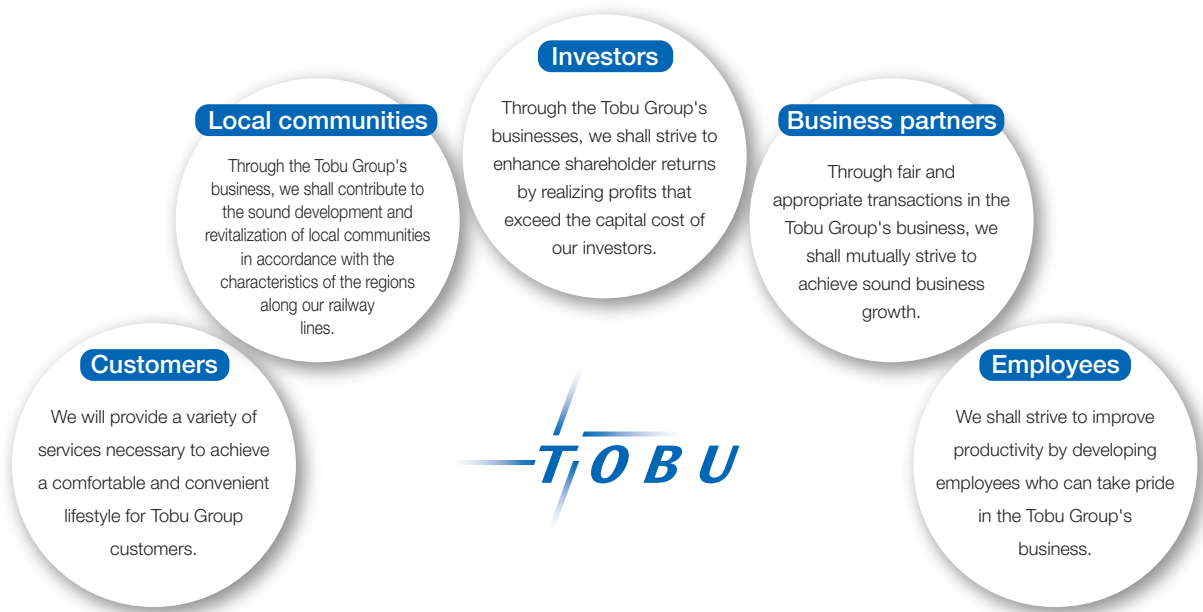 Customers
We will provide a variety of
services necessary to achieve
a comfortable and convenient
lifestyle for Tobu Group
customers.
Local communities
Through the Tobu Group's
business, we shall contribute to
the sound development and
revitalization of local communities
in accordance with the
characteristics of the regions
along our railway
lines.
Investors
Through the Tobu Group's
businesses, we shall strive to
enhance shareholder returns
by realizing profits that
exceed the capital cost of
our investors.
Business partners
Through fair and
appropriate transactions in the
Tobu Group's business, we
shall mutually strive to
achieve sound business
growth.
Employees
We shall strive to improve
productivity by developing
employees who can take pride
in the Tobu Group's
business.
TOBU